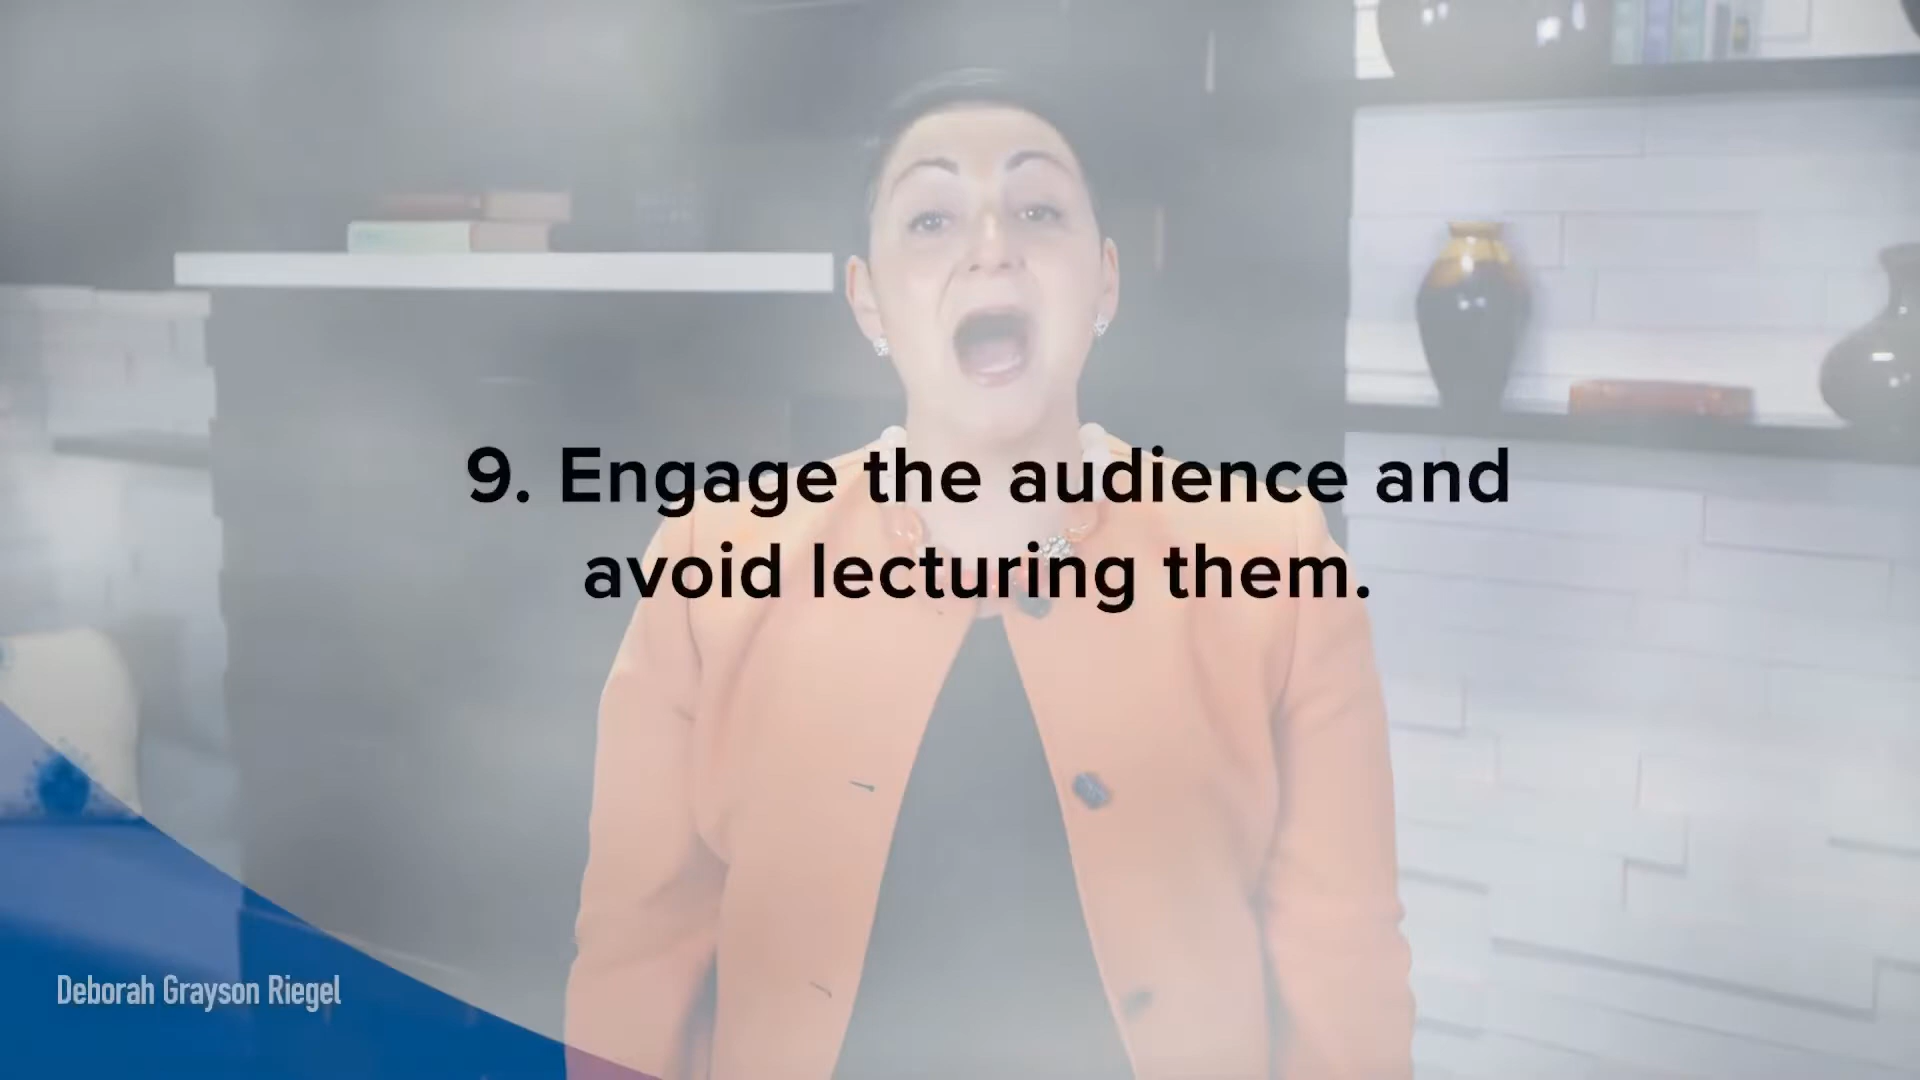 9. Engage the audience and
avoid lecturing them.
Deborah Grayson Riegel